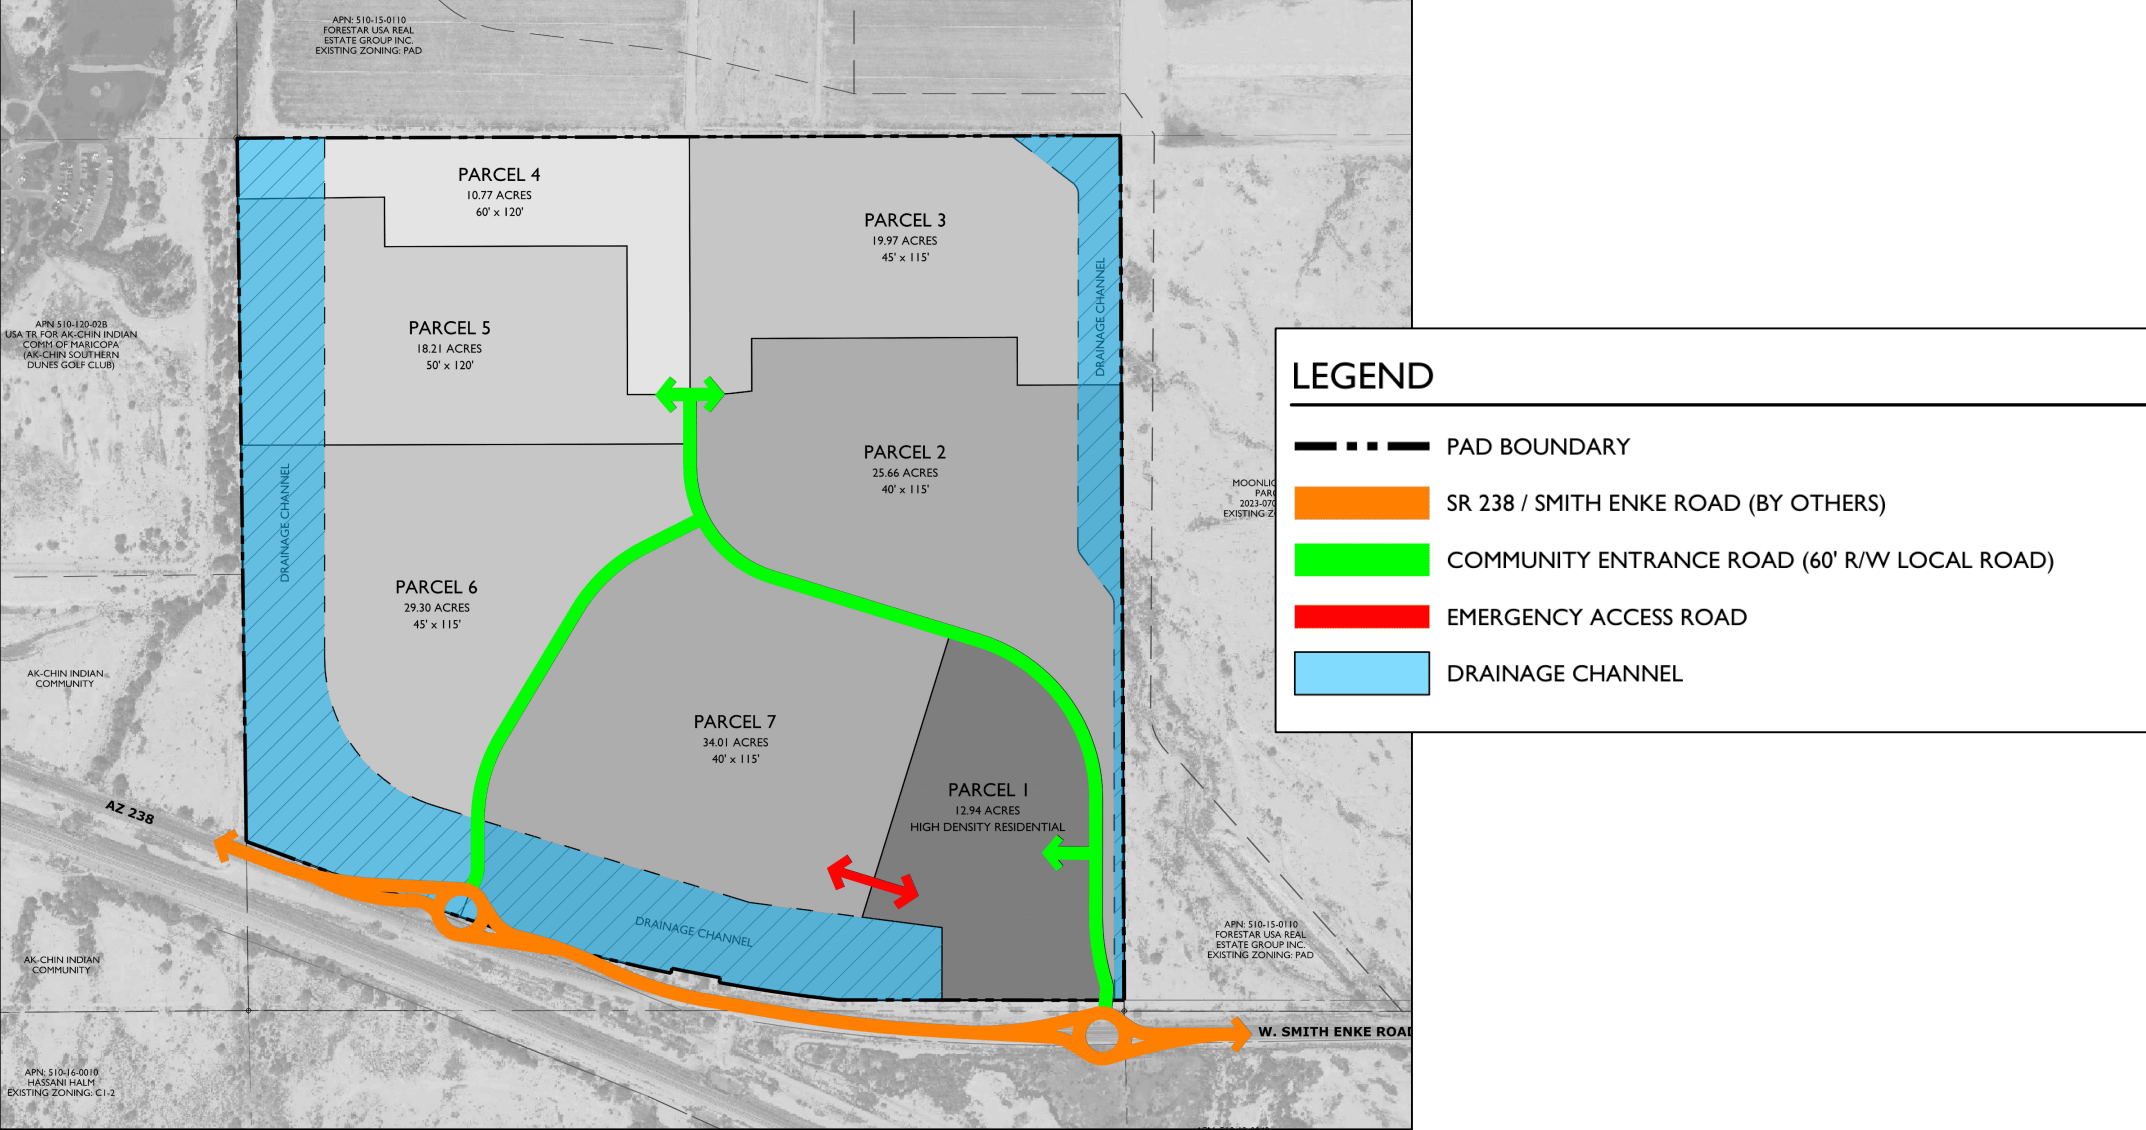 APN: 510-15-0110
FORESTAR USA REAL
ESTATE GROUP INC.
EXISTING ZONING: PAD
PARCEL 4
10.77 ACRES
60' x 120'
PARCEL 3
19.97 ACRES
45' x 115'
DRAINAGE CHANNEL
APN 510-120-02B
USA TR FOR AK-CHIN INDIAN
COMM OF MARICOPA
(AK-CHIN SOUTHERN
DUNES GOLF CLUB)
PARCEL 5
18.21 ACRES
50' x 120'
PARCEL 2
25.66 ACRES
40' x 115'
DRAINAGE CHANNEL
PARCEL 6
29.30 ACRES
45' x 115'
AK-CHIN INDIAN
COMMUNITY
PARCEL 7
34.01 ACRES
40' x 115'
PARCEL 1
12.94 ACRES
HIGH DENSITY RESIDENTIAL
AZ 238
DRAINAGE CHANNEL
AK-CHIN INDIAN
COMMUNITY
APN: 510-15-0110
FORESTAR USA REAL
ESTATE GROUP INC.
EXISTING ZONING: PAD
W. SMITH ENKE ROAD
APN: 510-16-0010
HASSANI HALM
EXISTING ZONING: C1-2
LEGEND
PAD BOUNDARY
SR 238 / SMITH ENKE ROAD (BY OTHERS)
COMMUNITY ENTRANCE ROAD (60' R/W LOCAL ROAD)
EMERGENCY ACCESS ROAD
DRAINAGE CHANNEL